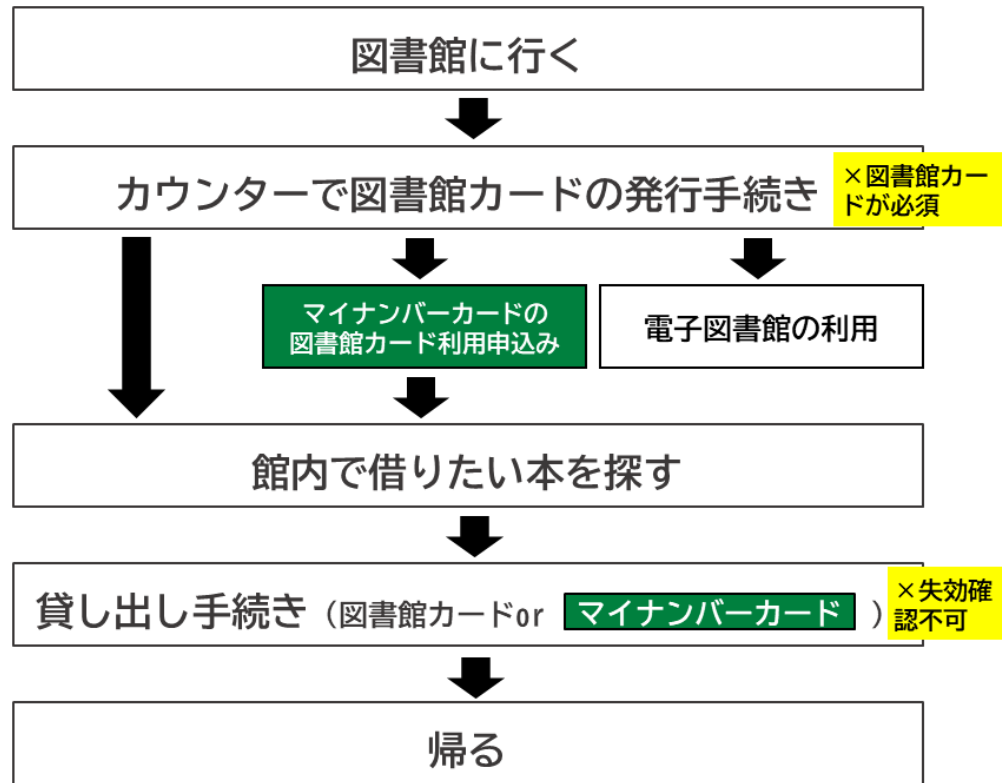 図書館に行く
カウンターで図書館カードの発行手続き
×図書館カー
ドが必須
マイナンバーカードの
図書館カード利用申込み
電子図書館の利用
館内で借りたい本を探す
貸し出し手続き（図書館カードor マイナンバーカード ）
×失効確
認不可
帰る